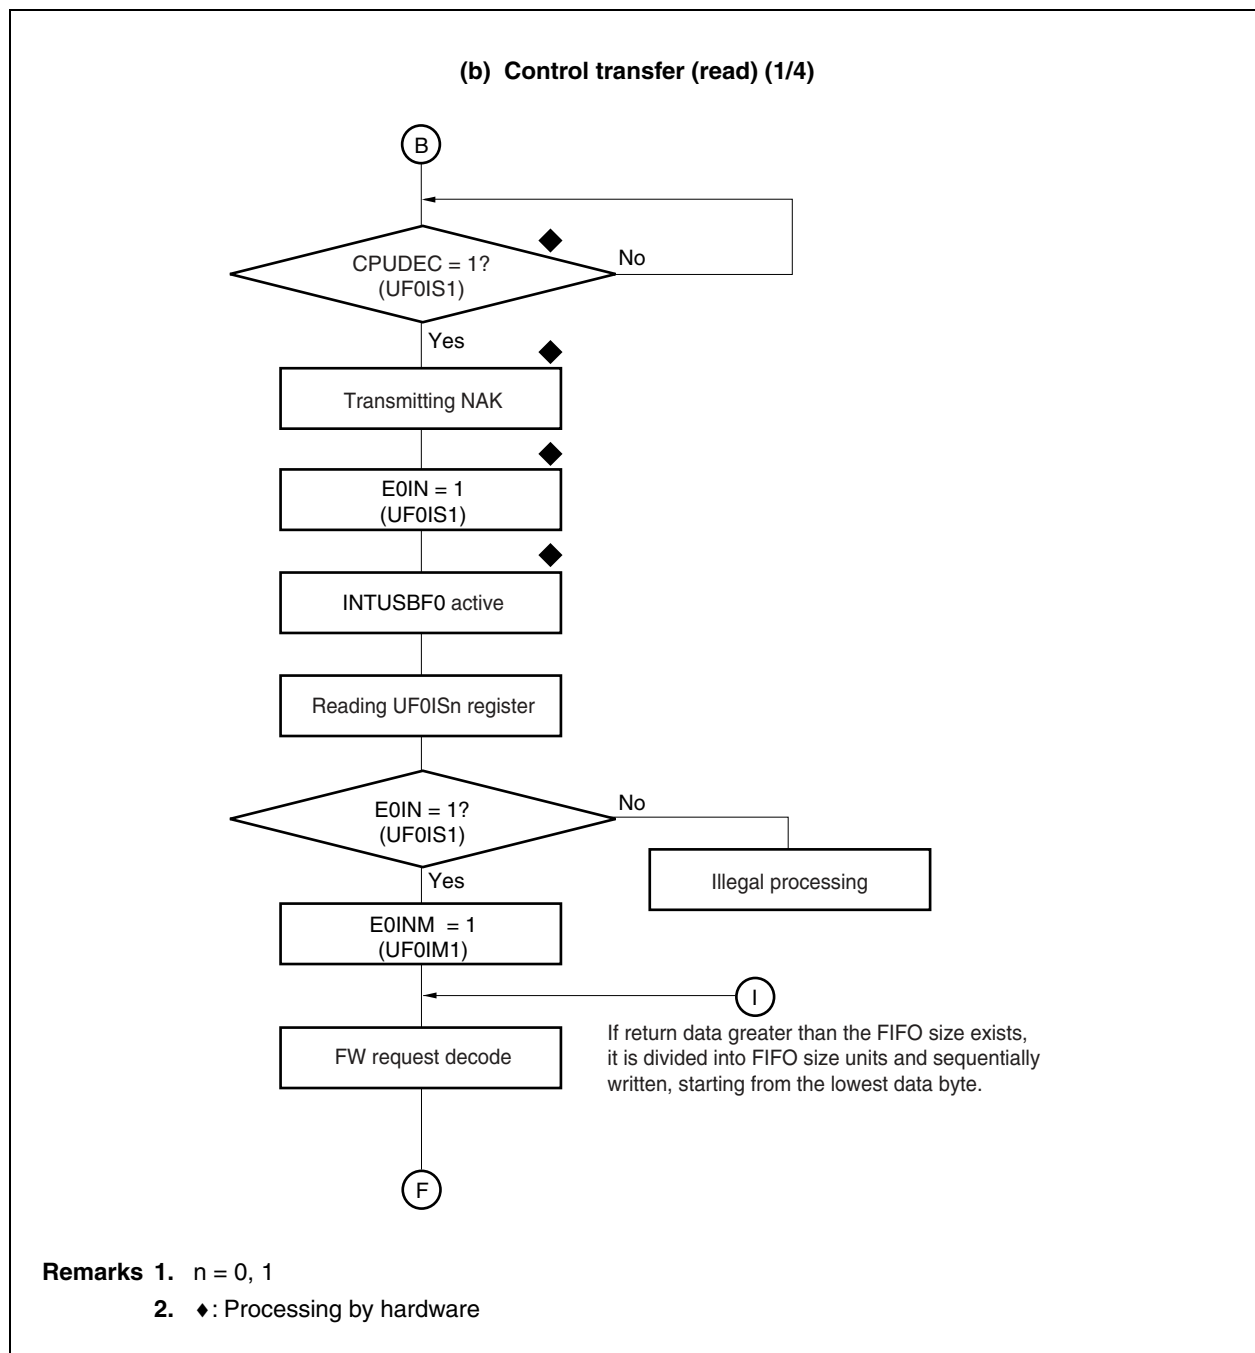 (b) Control transfer (read) (1/4)
B
CPUDEC = 1?
(UF0IS1)
No
Yes
Transmitting NAK
E0IN = 1
(UF0IS1)
INTUSBF0 active
Reading UF0ISn register
E0IN = 1?
(UF0IS1)
No
Illegal processing
Yes
E0INM = 1
(UF0IM1)
I
If return data greater than the FIFO size exists,
it is divided into FIFO size units and sequentially
written, starting from the lowest data byte.
FW request decode
F
Remarks 1. n = 0, 1
2. ♦: Processing by hardware